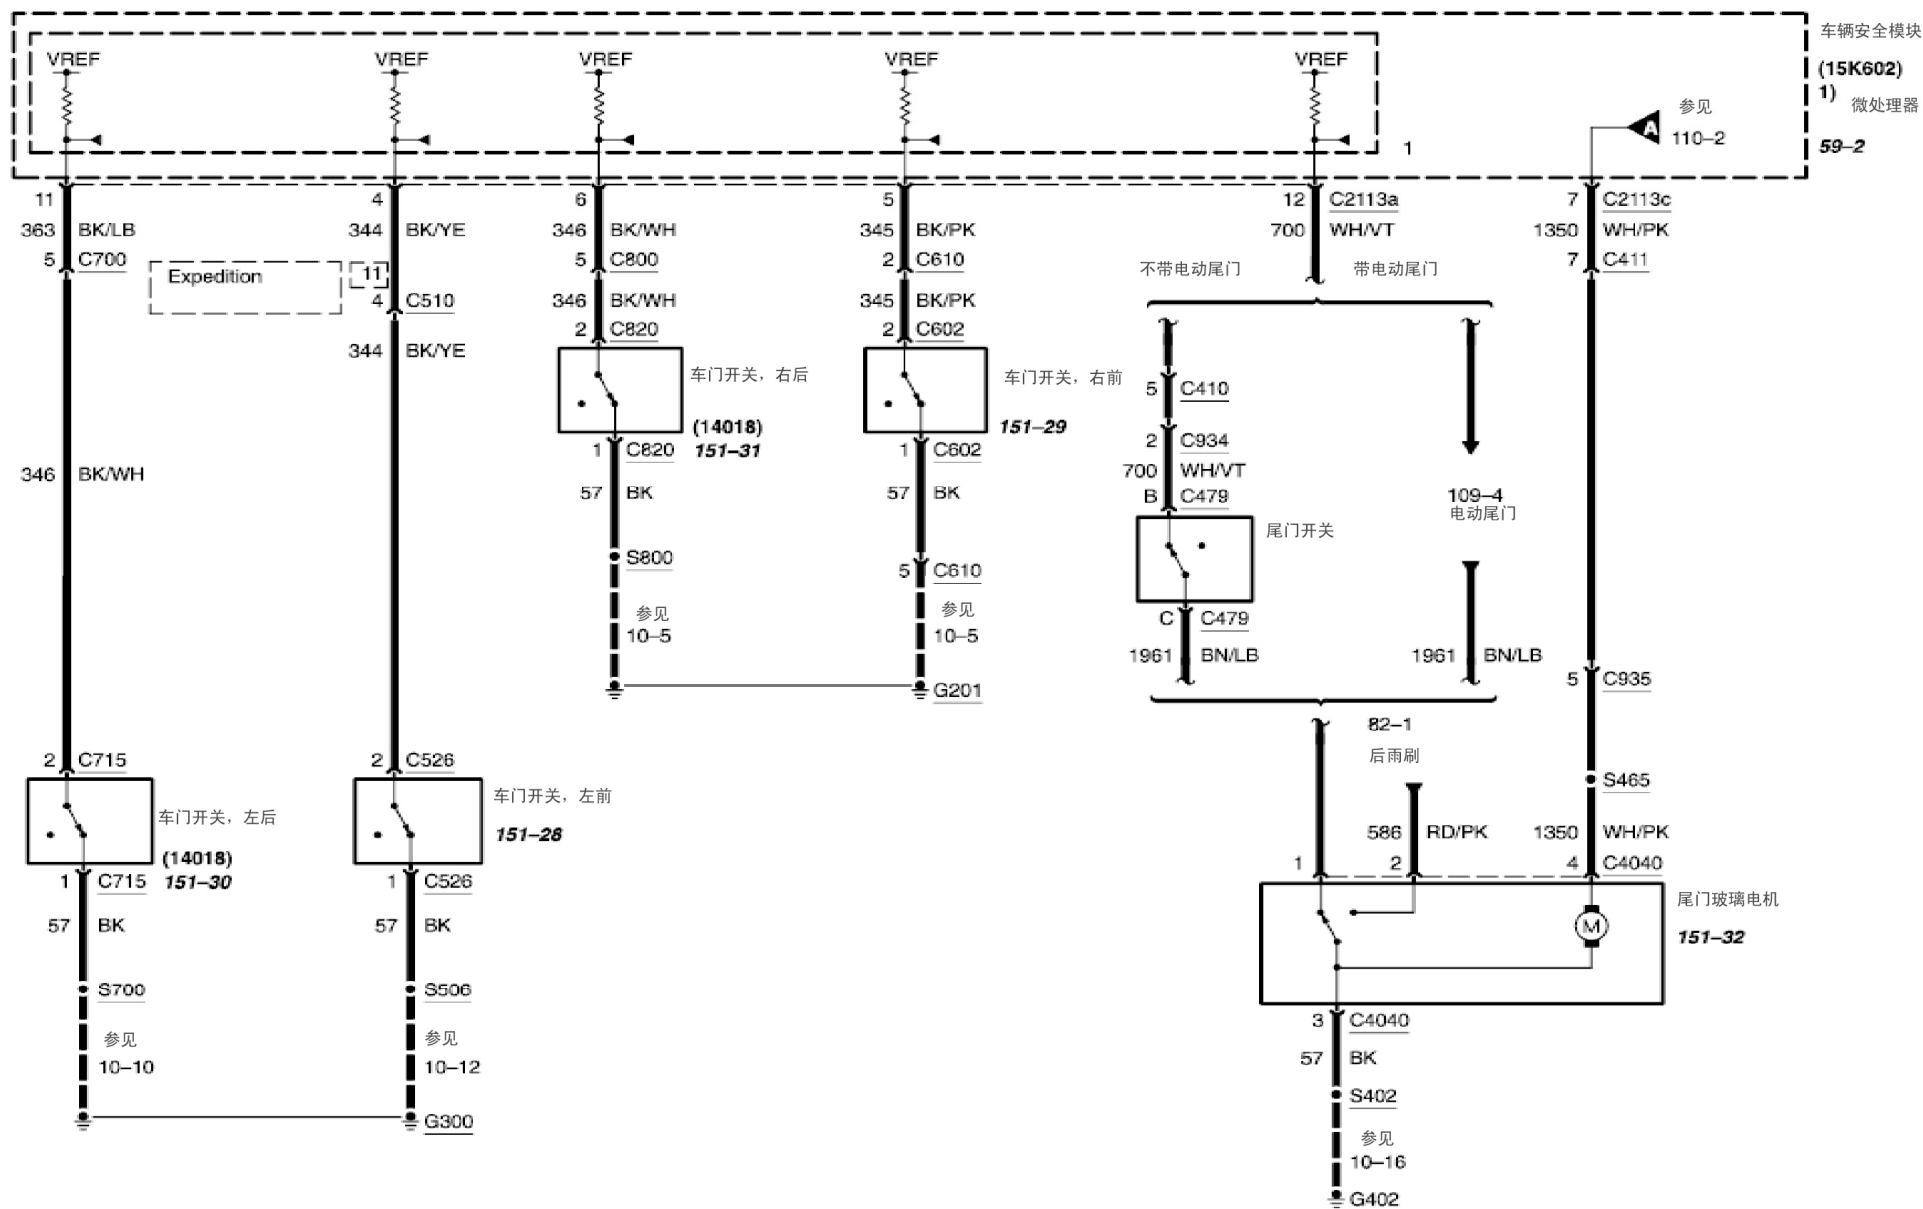 VREF VREF VREF VREF VREF
车辆安全模块
(15K602)
1) 微处理器
59–2
A
参见
110–2
1
11 4 6 5 12 C2113a 7 C2113c
363 BK/LB 344 BK/YE 346 BK/WH 345 BK/PK 700 WH/VT 1350 WH/PK
5 C700 5 C800 2 C610 7 C411
Expedition 11
不带电动尾门 带电动尾门
4 C510 346 BK/WH 345 BK/PK
2 C820 2 C602
344 BK/YE
车门开关，右后
(14018)
151–31
车门开关，右前
151–29
5 C410
2 C934
700 WH/VT
B C479
109–4
电动尾门
尾门开关
346 BK/WH
1 C820 1 C602
57 BK 57 BK
S800
5 C610
参见
10–5
参见
10–5
G201
C C479
1961 BN/LB 1961 BN/LB
5 C935
82–1
后雨刷
2 C715 2 C526
S465
车门开关，左后
(14018)
151–30
车门开关，左前
151–28
586 RD/PK 1350 WH/PK
1 2 4 C4040
1 C715 1 C526
57 BK 57 BK
尾门玻璃电机
151–32
M
S700 S506
参见
10–10
参见
10–12
G300
3 C4040
57 BK
S402
参见
10–16
G402